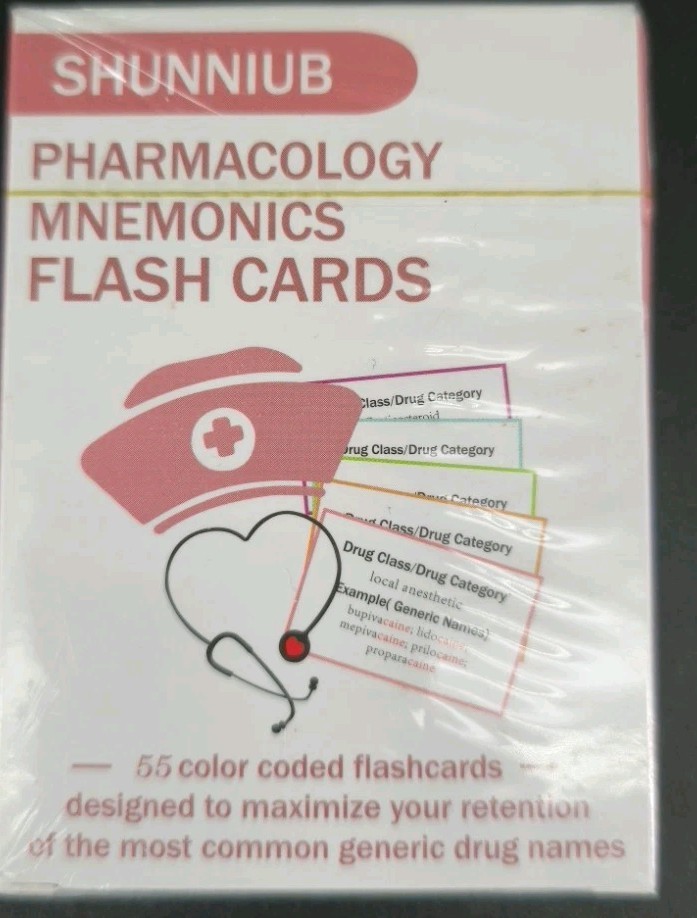 SHUNNIUB
PHARMACOLOGY
MNEMONICS
FLASH CARDS
Class/Drug Category
Drug Class/Drug Category
Drug Category
Drug Class/Drug Category
Drug Class/Drug Category
local anesthetic
Example( Generic Names)
bupivacaine; lidocaine;
mepivacaine; prilocaine;
proparacaine
55 color coded flashcards
designed to maximize your retention
of the most common generic drug names